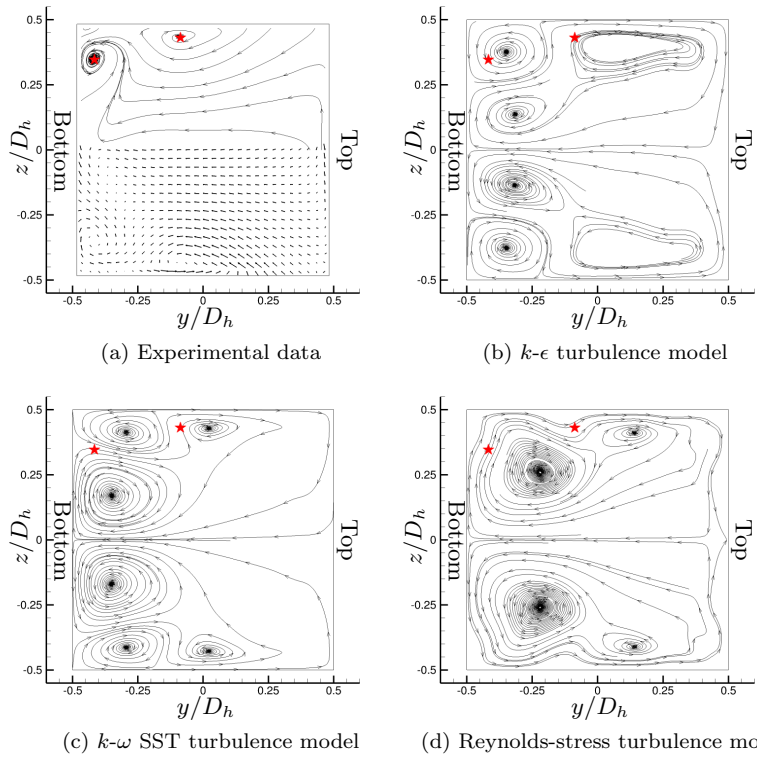 0.5
0.25
0
-0.25
-0.5
z/D_h
Bottom
Top
-0.5 -0.25 0 0.25 0.5
y/D_h
(a) Experimental data
0.5
0.25
0
-0.25
-0.5
z/D_h
Bottom
Top
-0.5 -0.25 0 0.25 0.5
y/D_h
(b) k-ϵ turbulence model
0.5
0.25
0
-0.25
-0.5
z/D_h
Bottom
Top
-0.5 -0.25 0 0.25 0.5
y/D_h
(c) k-ω SST turbulence model
0.5
0.25
0
-0.25
-0.5
z/D_h
Bottom
Top
-0.5 -0.25 0 0.25 0.5
y/D_h
(d) Reynolds-stress turbulence mo